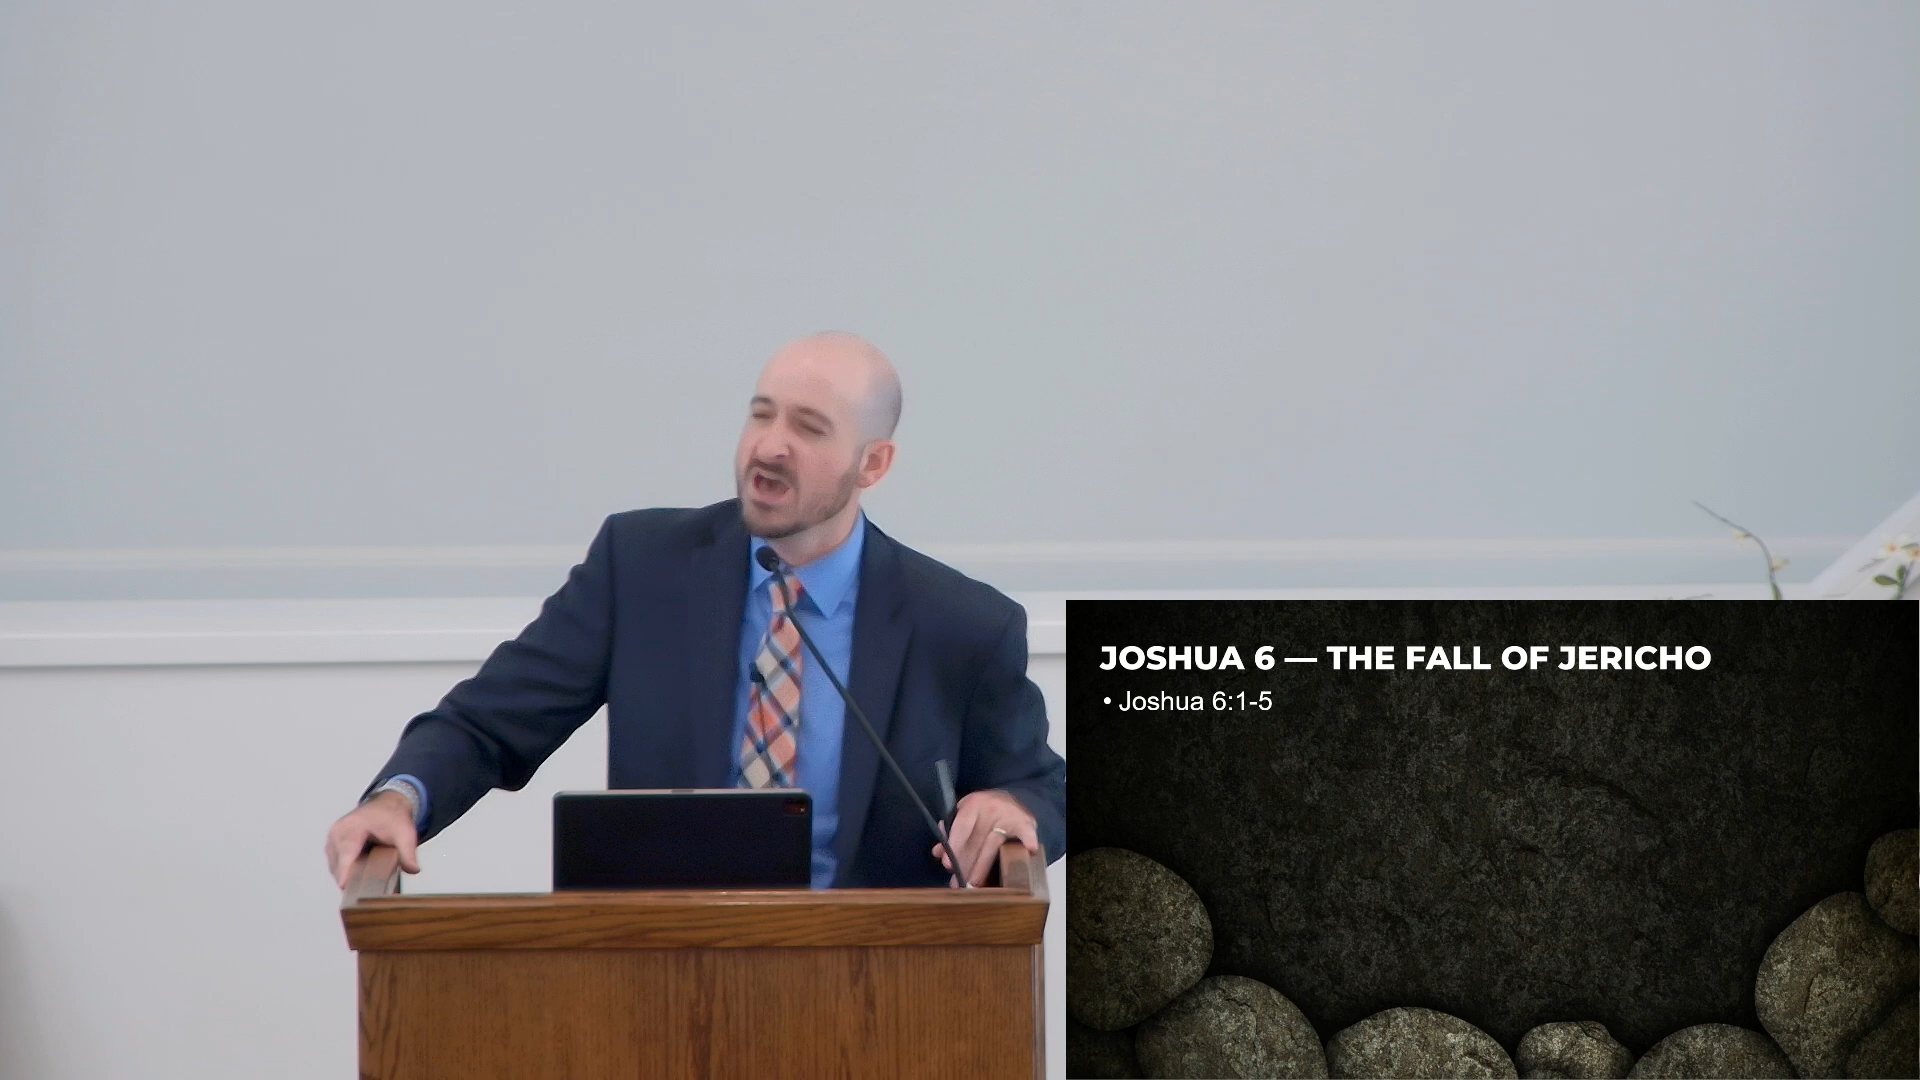 JOSHUA 6 — THE FALL OF JERICHO
• Joshua 6:1-5